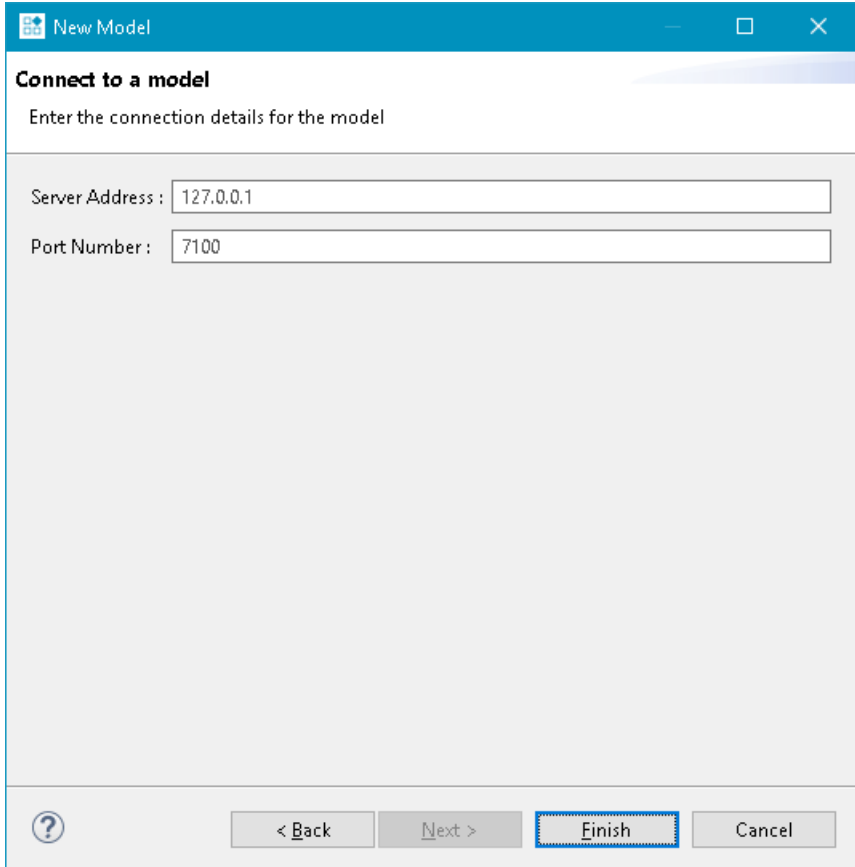 New Model
Connect to a model
Enter the connection details for the model
Server Address : 127.0.0.1
Port Number : 7100
?
< Back Next > Finish Cancel